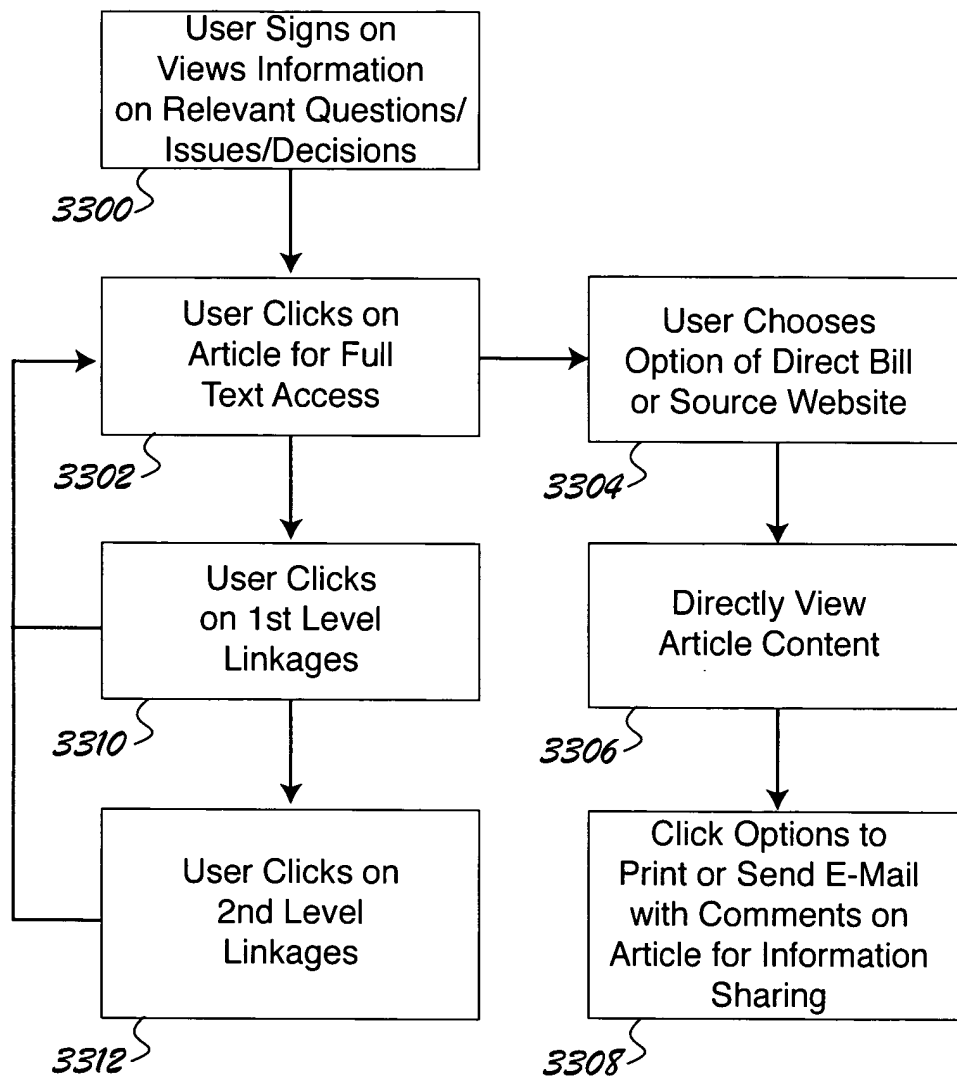 User Signs on
Views Information
on Relevant Questions/
Issues/Decisions
3300
User Clicks on
Article for Full
Text Access
3302
User Chooses
Option of Direct Bill
or Source Website
3304
User Clicks
on 1st Level
Linkages
3310
Directly View
Article Content
3306
User Clicks on
2nd Level
Linkages
3312
Click Options to
Print or Send E-Mail
with Comments on
Article for Information
Sharing
3308